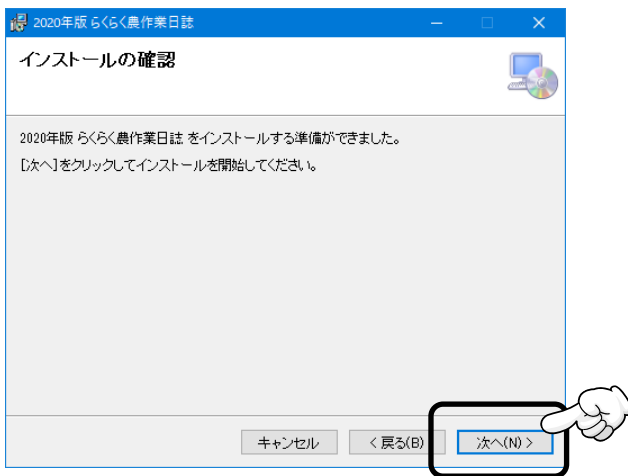 2020年版 らくらく農作業日誌
インストールの確認
2020年版 らくらく農作業日誌 をインストールする準備ができました。
[次へ]をクリックしてインストールを開始してください。
キャンセル
< 戻る(B)
次へ(N) >